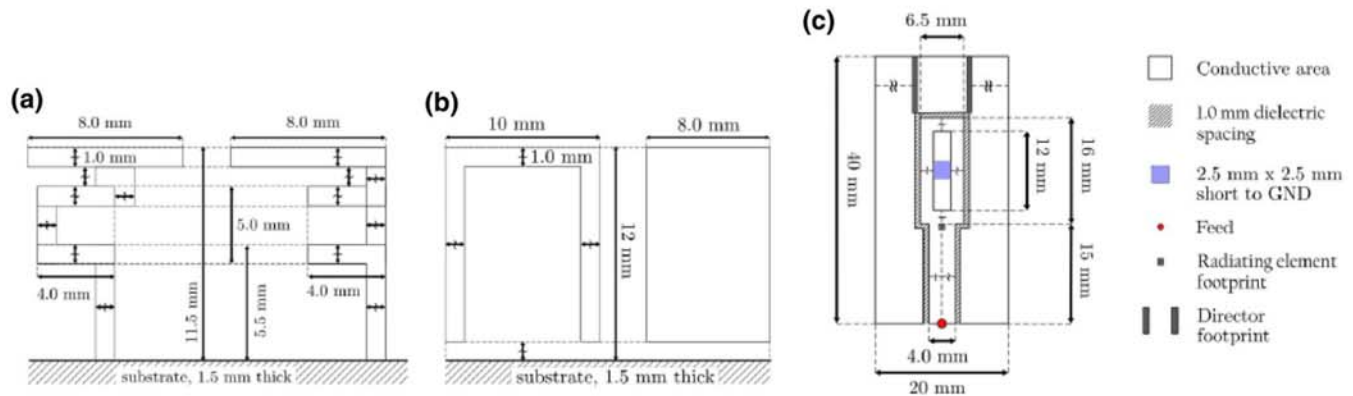 (a)
8.0 mm
8.0 mm
1.0 mm
5.0 mm
4.0 mm
4.0 mm
11.5 mm
5.5 mm
substrate, 1.5 mm thick
(b)
10 mm
8.0 mm
1.0 mm
12 mm
substrate, 1.5 mm thick
(c)
6.5 mm
40 mm
12 mm
16 mm
15 mm
4.0 mm
20 mm
Conductive area
1.0 mm dielectric
spacing
2.5 mm x 2.5 mm
short to GND
Feed
Radiating element
footprint
Director
footprint